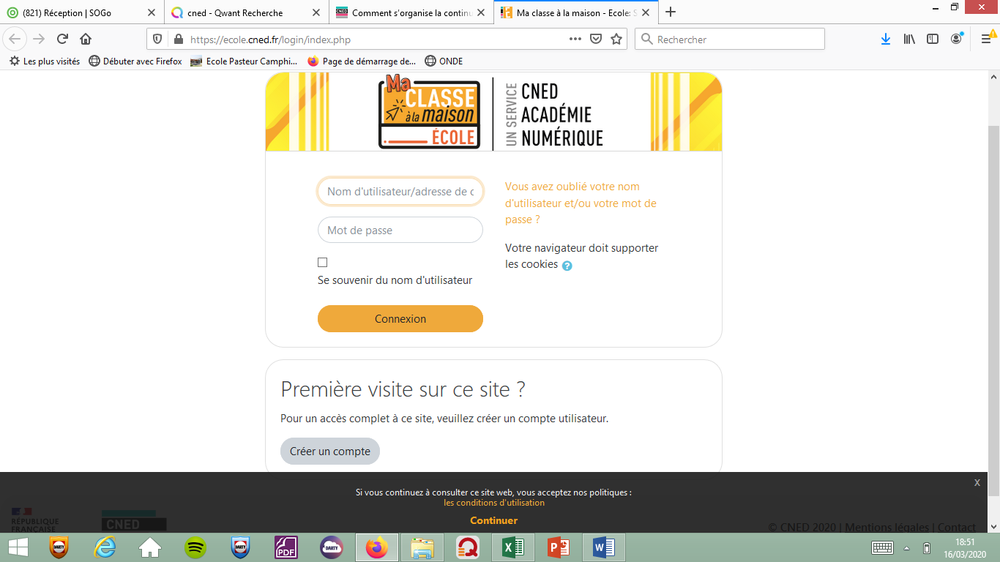 (821) Réception | SOGo
cned - Qwant Recherche
Comment s'organise la continu
Ma classe à la maison - Ecole: S
https://ecole.cned.fr/login/index.php
Rechercher
Les plus visités
Débuter avec Firefox
Ecole Pasteur Camphi...
Page de démarrage de...
ONDE
Ma
CLASSE
à la maison
ÉCOLE
UN SERVICE
CNED
ACADÉMIE
NUMÉRIQUE
Nom d'utilisateur/adresse de c
Mot de passe
Se souvenir du nom d'utilisateur
Connexion
Vous avez oublié votre nom
d'utilisateur et/ou votre mot de
passe ?
Votre navigateur doit supporter
les cookies ?
Première visite sur ce site ?
Pour un accès complet à ce site, veuillez créer un compte utilisateur.
Créer un compte
x
Si vous continuez à consulter ce site web, vous acceptez nos politiques :
les conditions d'utilisation
Continuer
RÉPUBLIQUE
FRANÇAISE
CNED
© CNED 2020 | Mentions légales | Contact
DARTY
DARTY
PDF
DARTY
18:51
16/03/2020